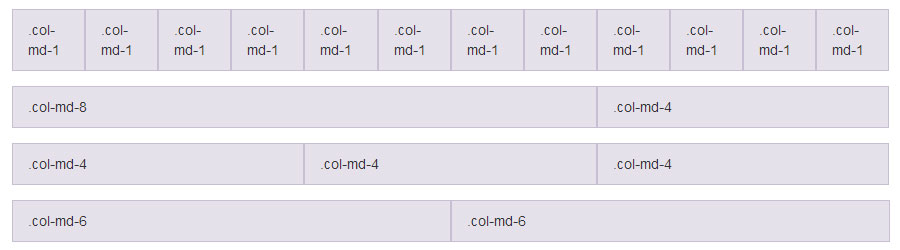 .col- .col- .col- .col- .col- .col- .col- .col- .col- .col- .col- .col-
md-1 md-1 md-1 md-1 md-1 md-1 md-1 md-1 md-1 md-1 md-1 md-1
.col-md-8 .col-md-4
.col-md-4 .col-md-4 .col-md-4
.col-md-6 .col-md-6